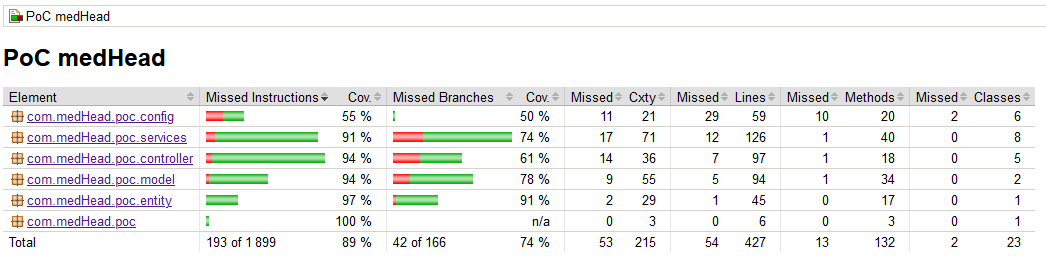 PoC medHead
PoC medHead
Element Missed Instructions Cov. Missed Branches Cov. Missed Cxty Missed Lines Missed Methods Missed Classes
com.medHead.poc.config 55 % 50 % 11 21 29 59 10 20 2 6
com.medHead.poc.services 91 % 74 % 17 71 12 126 1 40 0 8
com.medHead.poc.controller 94 % 61 % 14 36 7 97 1 18 0 5
com.medHead.poc.model 94 % 78 % 9 55 5 94 1 34 0 2
com.medHead.poc.entity 97 % 91 % 2 29 1 45 0 17 0 1
com.medHead.poc 100 % n/a 0 3 0 6 0 3 0 1
Total 193 of 1 899 89 % 42 of 166 74 % 53 215 54 427 13 132 2 23